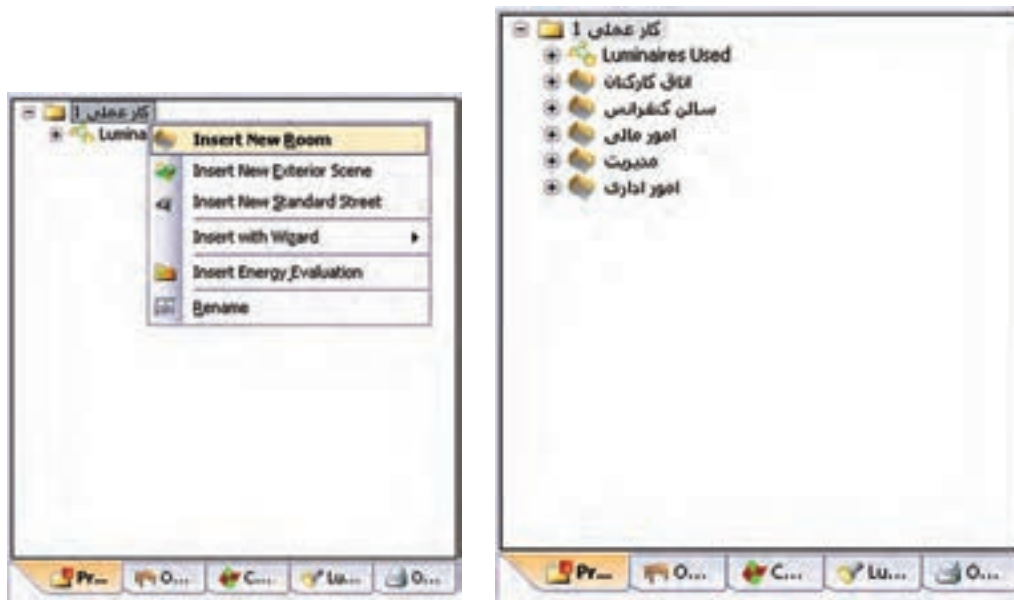 کار عملی 1
Lumina
Insert New Room
Insert New Exterior Scene
Insert New Standard Street
Insert with Wizard
Insert Energy Evaluation
Rename
Pr...
O...
C...
Lu...
O...
کار عملی 1
Luminaires Used
اتاق کارکنان
سالن کنفرانس
امور مالی
مدیریت
امور اداری
Pr...
O...
C...
Lu...
O...